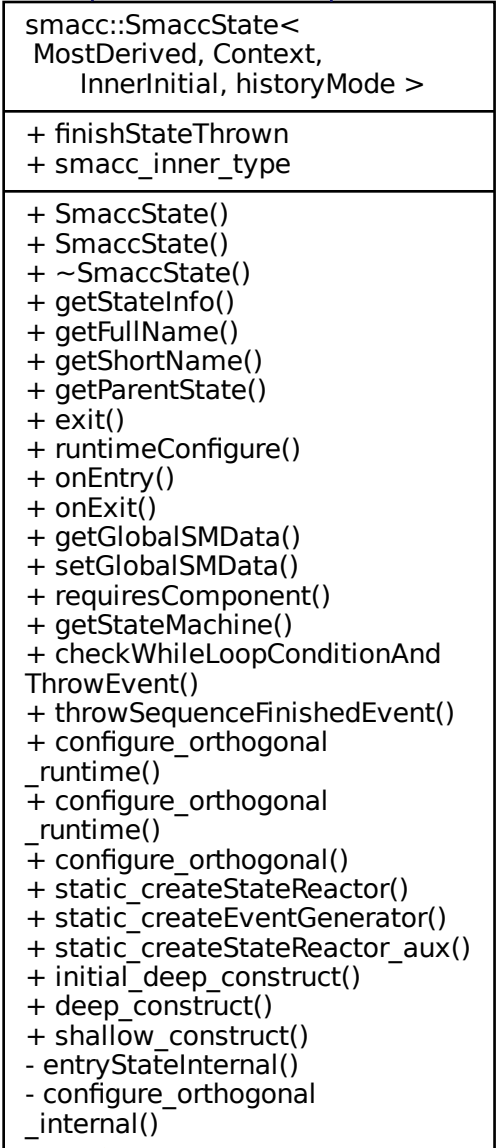 smacc::SmaccState<
MostDerived, Context,
InnerInitial, historyMode >
+ finishStateThrown
+ smacc_inner_type
+ SmaccState()
+ SmaccState()
+ ~SmaccState()
+ getStateInfo()
+ getFullName()
+ getShortName()
+ getParentState()
+ exit()
+ runtimeConfigure()
+ onEntry()
+ onExit()
+ getGlobalSMData()
+ setGlobalSMData()
+ requiresComponent()
+ getStateMachine()
+ checkWhileLoopConditionAnd
ThrowEvent()
+ throwSequenceFinishedEvent()
+ configure_orthogonal
_runtime()
+ configure_orthogonal
_runtime()
+ configure_orthogonal()
+ static_createStateReactor()
+ static_createEventGenerator()
+ static_createStateReactor_aux()
+ initial_deep_construct()
+ deep_construct()
+ shallow_construct()
- entryStateInternal()
- configure_orthogonal
_internal()